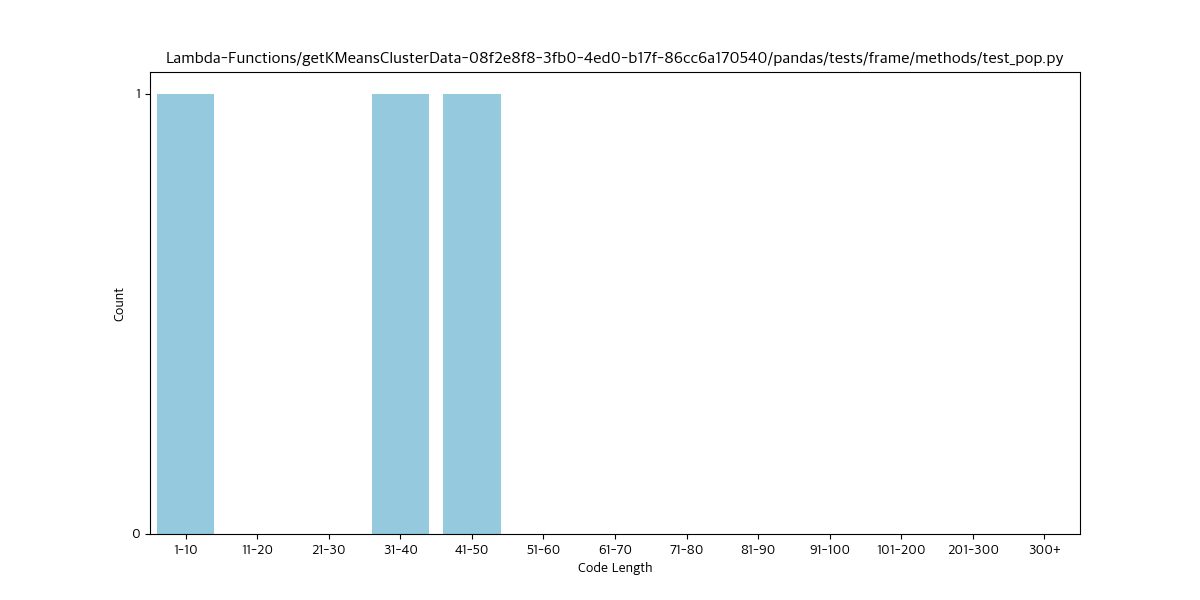 Lambda-Functions/getKMeansClusterData-08f2e8f8-3fb0-4ed0-b17f-86cc6a170540/pandas/tests/frame/methods/test_pop.py
1
Count
0
1-10 11-20 21-30 31-40 41-50 51-60 61-70 71-80 81-90 91-100 101-200 201-300 300+
Code Length